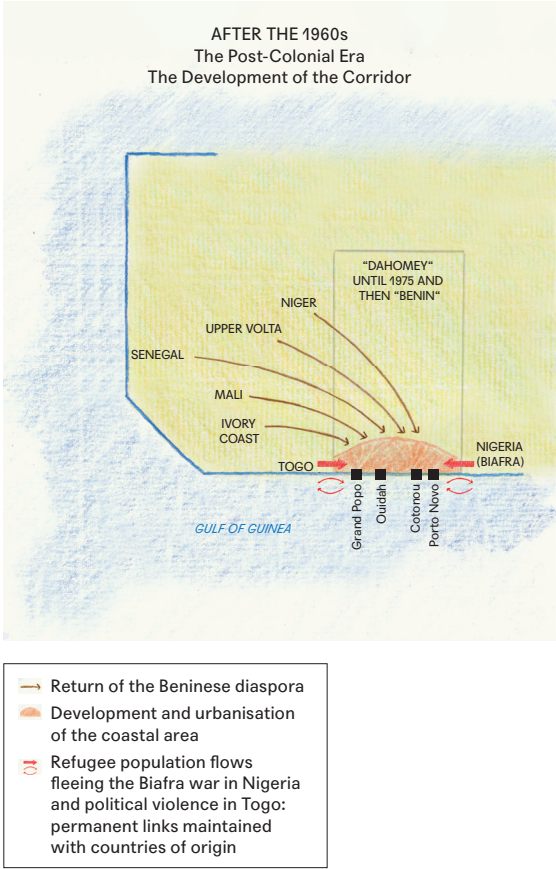 AFTER THE 1960s
The Post-Colonial Era
The Development of the Corridor
"DAHOMEY"
UNTIL 1975 AND
THEN "BENIN"
NIGER
UPPER VOLTA
SENEGAL
MALI
IVORY
COAST
TOGO
NIGERIA
(BIAFRA)
Grand Popo
Ouidah
Cotonou
Porto Novo
GULF OF GUINEA
Return of the Beninese diaspora
Development and urbanisation
of the coastal area
Refugee population flows
fleeing the Biafra war in Nigeria
and political violence in Togo:
permanent links maintained
with countries of origin